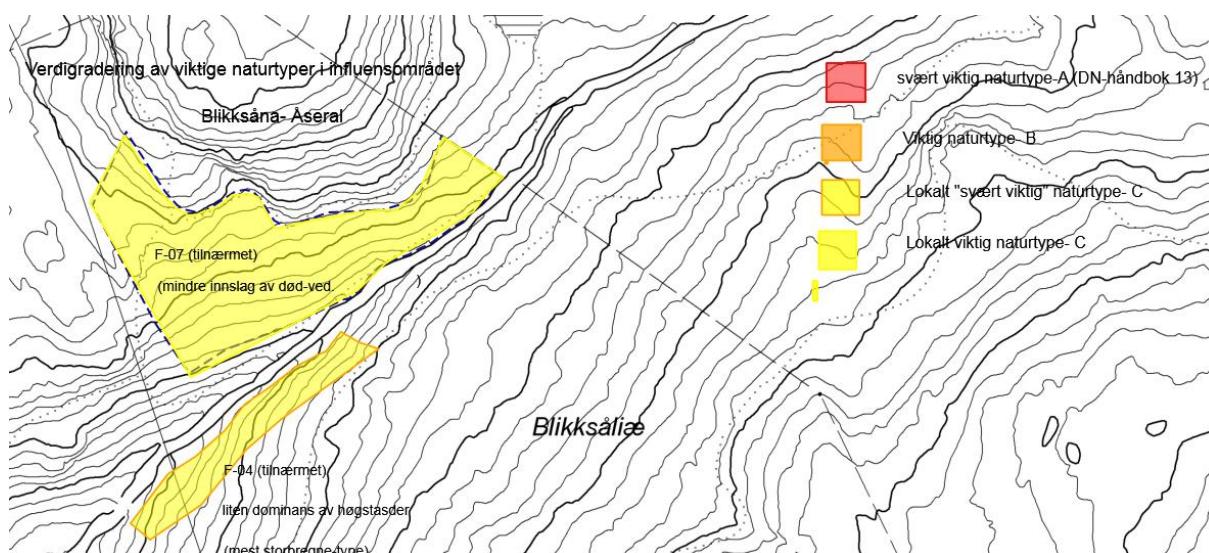 Verdigradering av viktige naturtyper i influensområdet
Blikksåna- Åseral
svært viktig naturtype-A (DN-håndbok 13)
Viktig naturtype- B
Lokalt "svært viktig" naturtype- C
Lokalt viktig naturtype- C
F-07 (tilnærmet)
(mindre innslag av død-ved.
Blikksåliæ
F-04 (tilnærmet)
liten dominans av høgstasder
(mest storbregne-type)